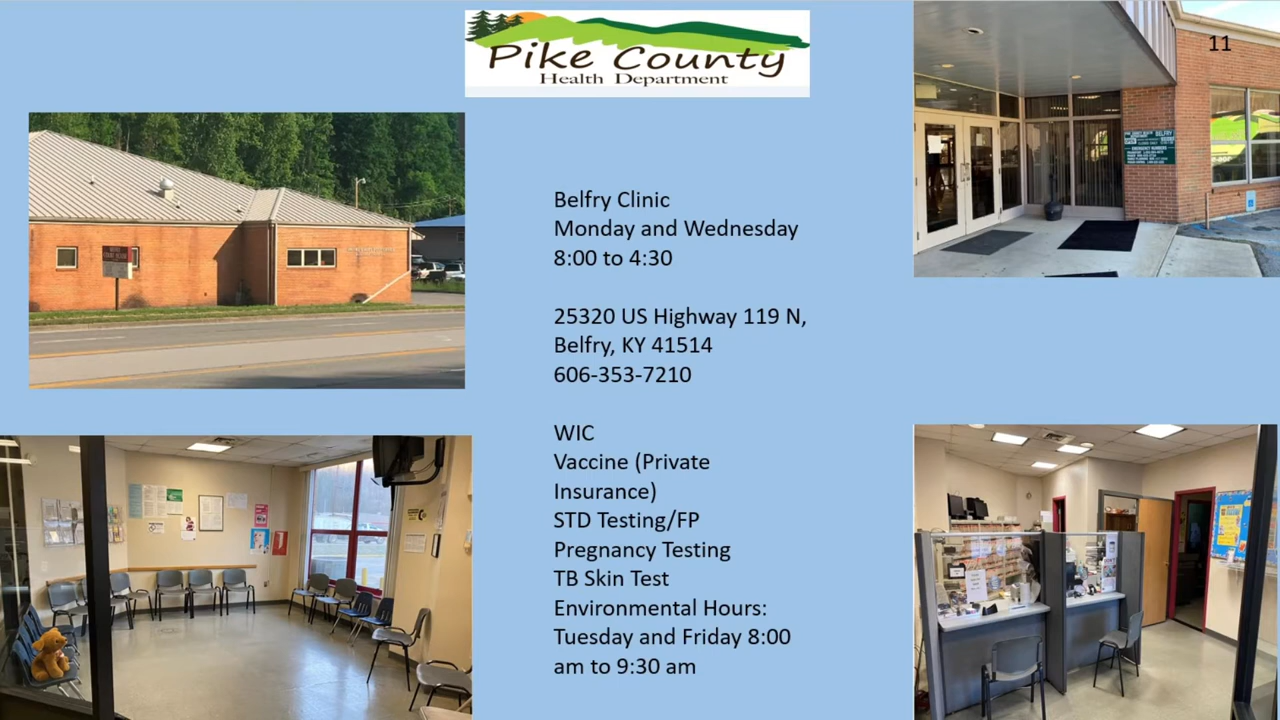 Pike County
Health Department
11
Belfry Clinic
Monday and Wednesday
8:00 to 4:30
25320 US Highway 119 N,
Belfry, KY 41514
606-353-7210
WIC
Vaccine (Private
Insurance)
STD Testing/FP
Pregnancy Testing
TB Skin Test
Environmental Hours:
Tuesday and Friday 8:00
am to 9:30 am
BELFRY